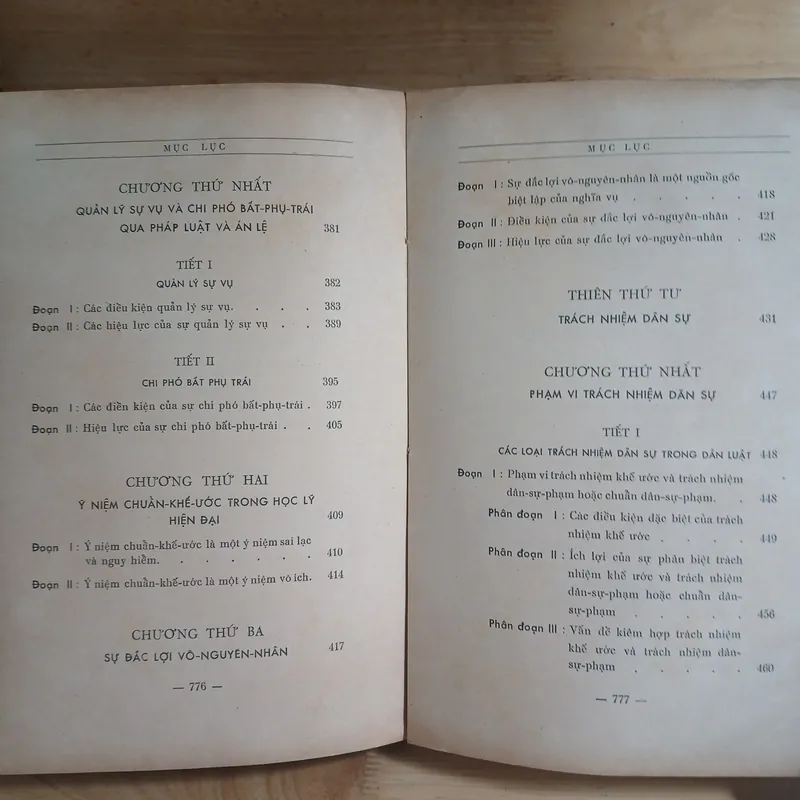 MỤC LỤC
CHƯƠNG THỨ NHẤT
QUẢN LÝ SỰ VỤ VÀ CHI PHÓ BẤT-PHỤ-TRÁI
QUA PHÁP LUẬT VÀ ÁN LỆ 381
TIẾT I
QUẢN LÝ SỰ VỤ 382
Đoạn I : Các điều kiện quản lý sự vụ. . . . 383
Đoạn II : Các hiệu lực của sự quản lý sự vụ . . 389
TIẾT II
CHI PHÓ BẤT PHỤ TRÁI 395
Đoạn I : Các điền kiện của sự chi phó bất-phụ-trái . 397
Đoạn II : Hiệu lực của sự chi phó bất-phụ-trái . . 405
CHƯƠNG THỨ HAI
Ý NIỆM CHUẨN-KHẾ-ƯỚC TRONG HỌC LÝ
HIỆN ĐẠI 409
Đoạn I : Ý niệm chuẩn-khế-ước là một ý niệm sai lạc
và nguy hiểm. . . . . . . 410
Đoạn II : Ý niệm chuẩn-khế-ước là một ý niệm vô ích. 414
CHƯƠNG THỨ BA
SỰ ĐẮC LỢI VÔ-NGUYÊN-NHÂN 417
— 776 —
MỤC LỤC
Đoạn I : Sự đắc lợi vô-nguyên-nhân là một nguồn gốc
biệt lập của nghĩa vụ . . . . . 418
Đoạn II : Điều kiện của sự đắc lợi vô-nguyên-nhân . 421
Đoạn III : Hiệu lực của sự đắc lợi vô-nguyên-nhân . 428
THIÊN THỨ TƯ
TRÁCH NHIỆM DÂN SỰ 431
CHƯƠNG THỨ NHẤT
PHẠM VI TRÁCH NHIỆM DÂN SỰ 447
TIẾT I
CÁC LOẠI TRÁCH NHIỆM DÂN SỰ TRONG DÂN LUẬT 448
Đoạn I : Phạm vi trách nhiệm khế ước và trách nhiệm
dân-sự-phạm hoặc chuẩn dân-sự-phạm. . 448
Phân đoạn I : Các điều kiện đặc biệt của trách
nhiệm khế ước . . . . 449
Phân đoạn II : Ích lợi của sự phân biệt trách
nhiệm khế ước và trách nhiệm
dân-sự-phạm hoặc chuẩn dân-
sự-phạm . . . . . 456
Phân đoạn III : Vấn đề kiêm hợp trách nhiệm
khế ước và trách nhiệm dân-
sự-phạm . . . . . 460
— 777 —